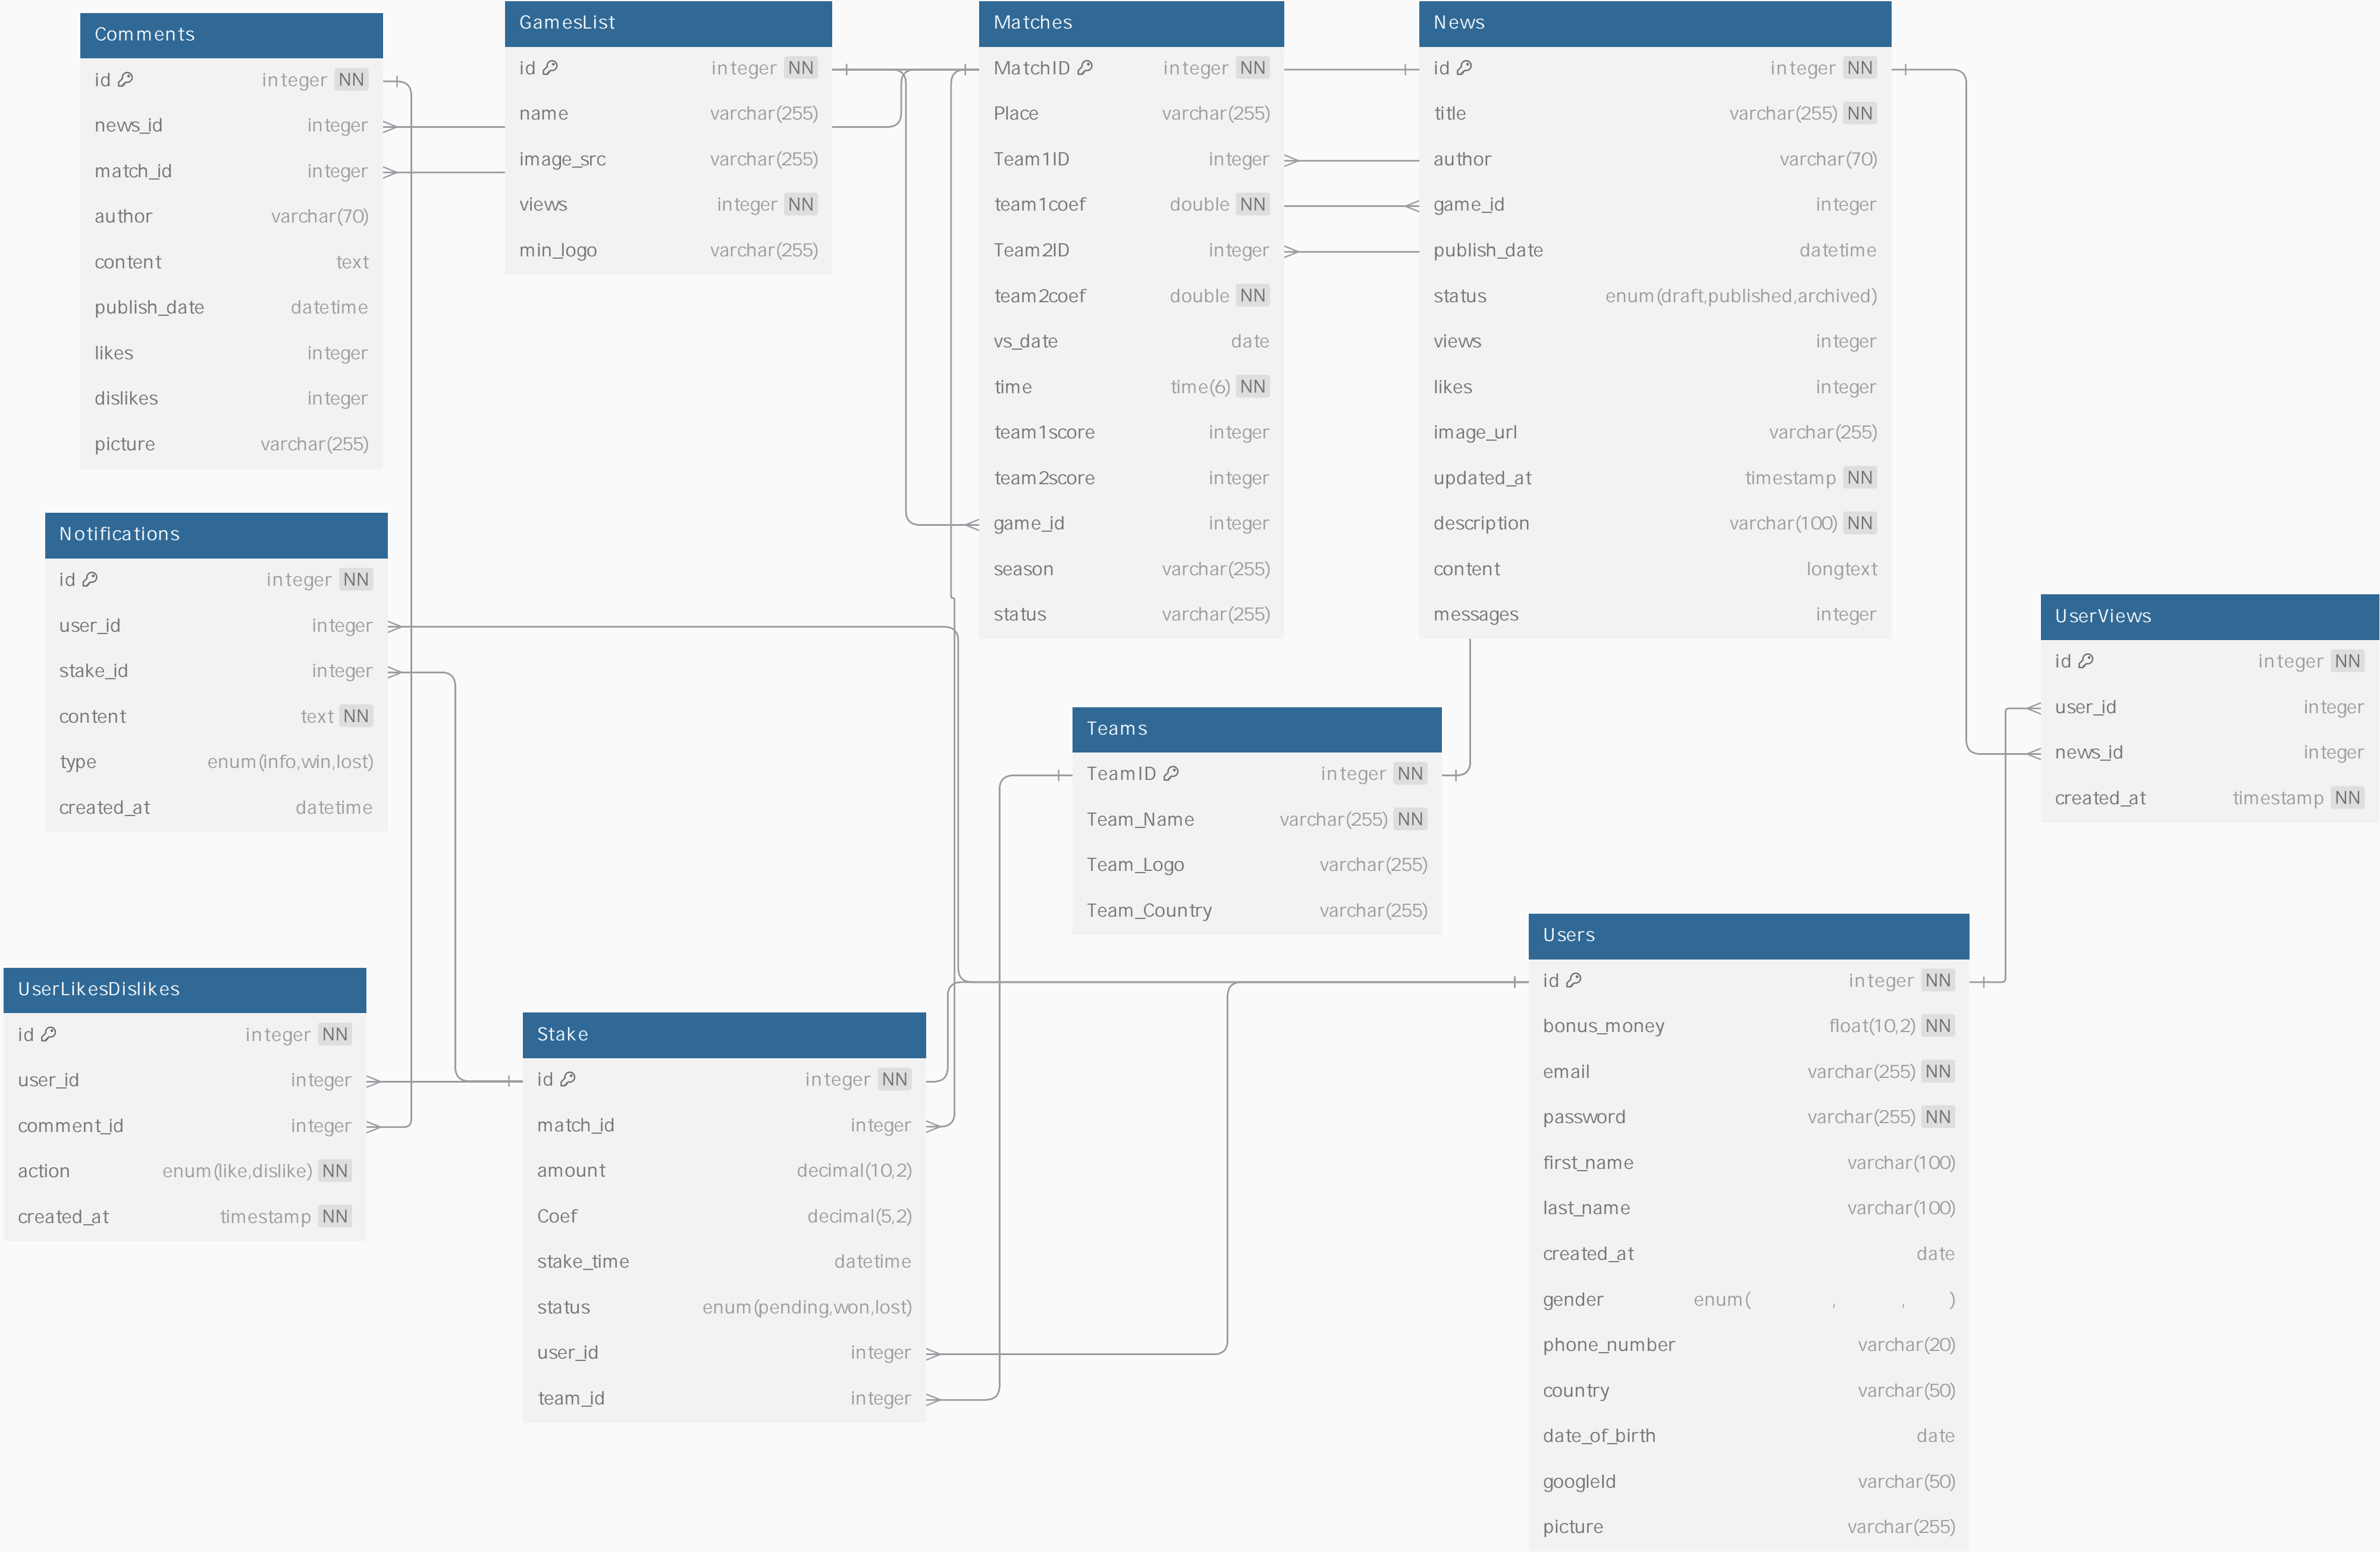 Comments
id integer NN
news_id integer
match_id integer
author varchar(70)
content text
publish_date datetime
likes integer
dislikes integer
picture varchar(255)
GamesList
id integer NN
name varchar(255)
image_src varchar(255)
views integer NN
min_logo varchar(255)
Matches
MatchID integer NN
Place varchar(255)
Team1ID integer
team1coef double NN
Team2ID integer
team2coef double NN
vs_date date
time time(6) NN
team1score integer
team2score integer
game_id integer
season varchar(255)
status varchar(255)
News
id integer NN
title varchar(255) NN
author varchar(70)
game_id integer
publish_date datetime
status enum(draft,published,archived)
views integer
likes integer
image_url varchar(255)
updated_at timestamp NN
description varchar(100) NN
content longtext
messages integer
Notifications
id integer NN
user_id integer
stake_id integer
content text NN
type enum(info,win,lost)
created_at datetime
UserViews
id integer NN
user_id integer
news_id integer
created_at timestamp NN
Teams
TeamID integer NN
Team_Name varchar(255) NN
Team_Logo varchar(255)
Team_Country varchar(255)
UserLikesDislikes
id integer NN
user_id integer
comment_id integer
action enum(like,dislike) NN
created_at timestamp NN
Stake
id integer NN
match_id integer
amount decimal(10,2)
Coef decimal(5,2)
stake_time datetime
status enum(pending,won,lost)
user_id integer
team_id integer
Users
id integer NN
bonus_money float(10,2) NN
email varchar(255) NN
password varchar(255) NN
first_name varchar(100)
last_name varchar(100)
created_at date
gender enum( , , )
phone_number varchar(20)
country varchar(50)
date_of_birth date
googleId varchar(50)
picture varchar(255)